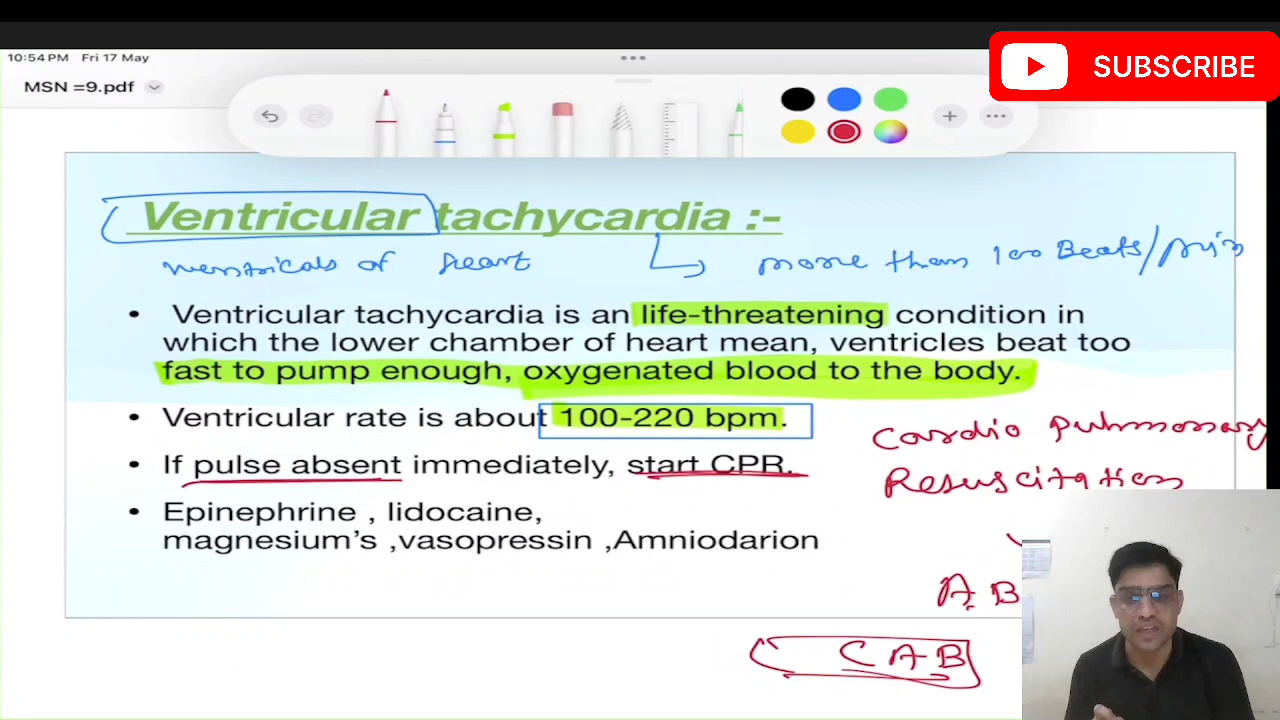 10:54 PM Fri 17 May
SUBSCRIBE
MSN =9.pdf
Ventricular tachycardia :-
ventricals of heart
more than 100 Beats/min
• Ventricular tachycardia is an life-threatening condition in
which the lower chamber of heart mean, ventricles beat too
fast to pump enough, oxygenated blood to the body.
• Ventricular rate is about 100-220 bpm.
Cardio Pulmonary
• If pulse absent immediately, start CPR.
Resuscitation
• Epinephrine , lidocaine,
magnesium's ,vasopressin ,Amniodarion
A B
C A B